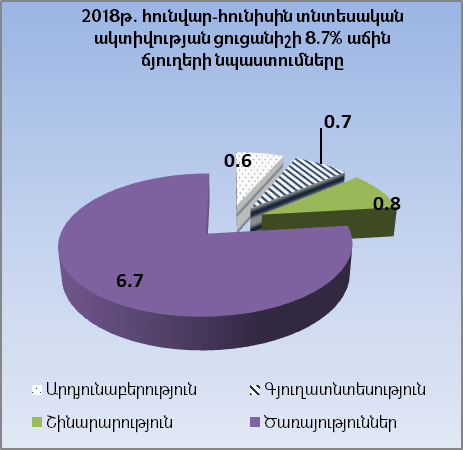 2018թ. հունվար-հունիսին տնտեսական
ակտիվության ցուցանիշի 8.7% աճին
ճյուղերի նպաստումները
0.6
0.7
0.8
6.7
Արդյունաբերություն
Գյուղատնտեսություն
Շինարարություն
Ծառայություններ